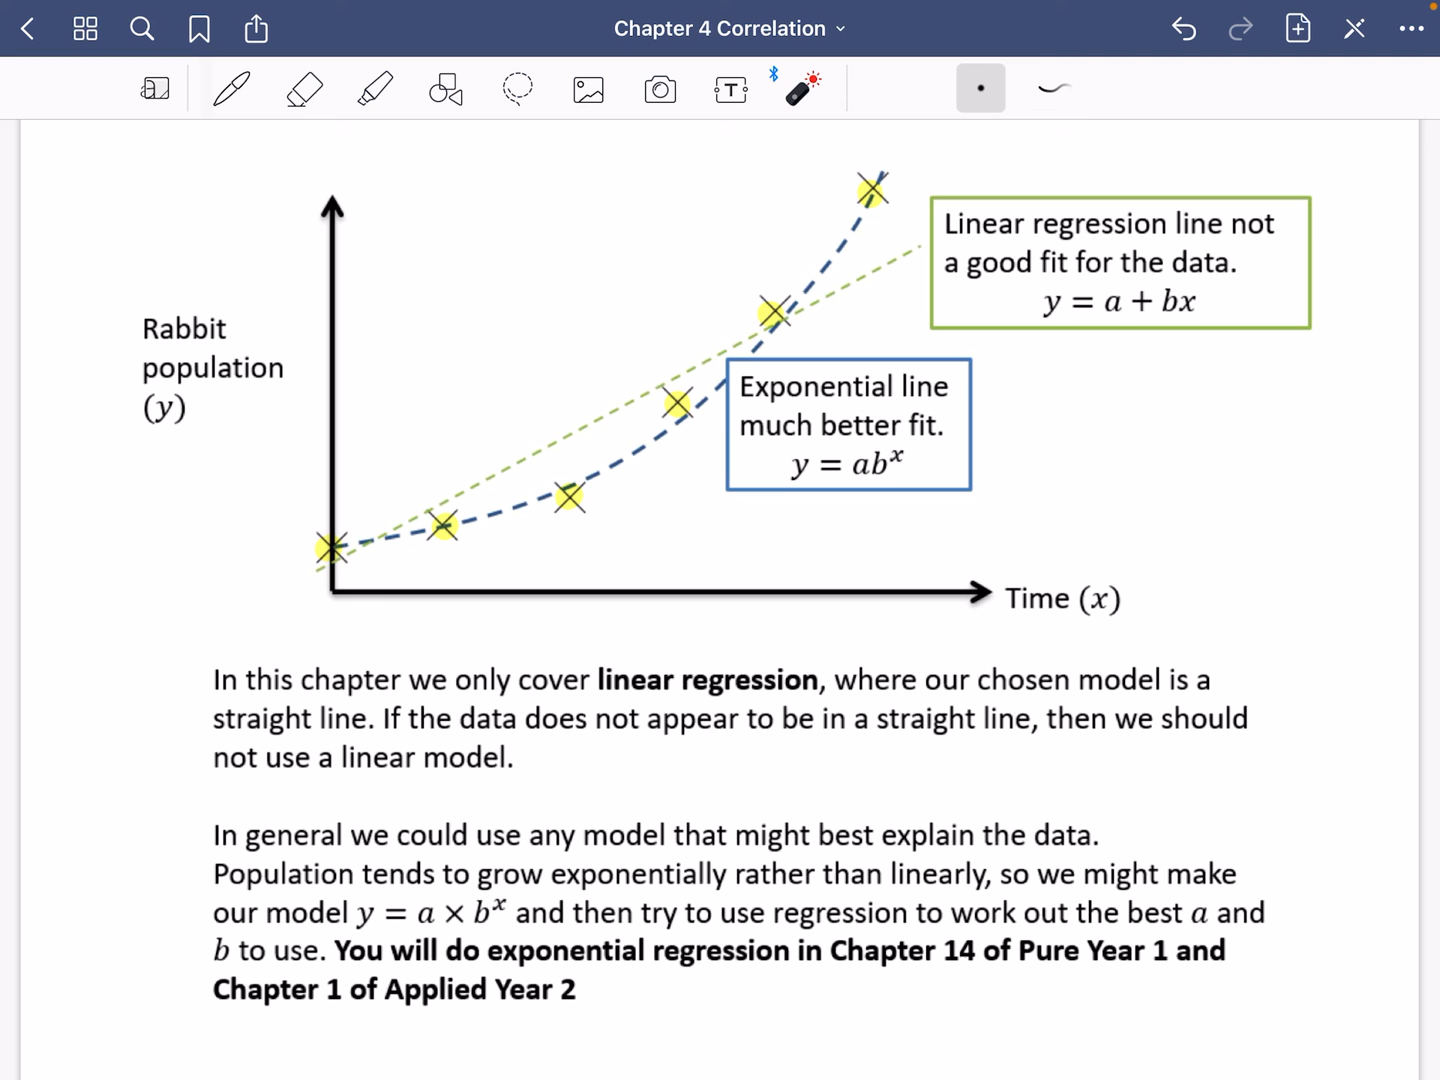 Chapter 4 Correlation
T
Rabbit
population
(y)
Linear regression line not
a good fit for the data.
y = a + bx
Exponential line
much better fit.
y = abˣ
Time (x)
In this chapter we only cover linear regression, where our chosen model is a
straight line. If the data does not appear to be in a straight line, then we should
not use a linear model.
In general we could use any model that might best explain the data.
Population tends to grow exponentially rather than linearly, so we might make
our model y = a × bˣ and then try to use regression to work out the best a and
b to use. You will do exponential regression in Chapter 14 of Pure Year 1 and
Chapter 1 of Applied Year 2